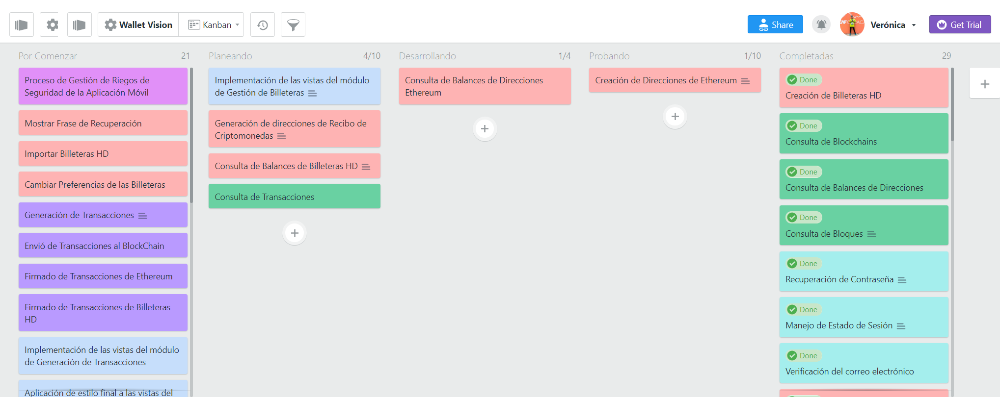 Wallet Vision
Kanban
Share
Verónica
Get Trial
Por Comenzar 21
Proceso de Gestión de Riegos de
Seguridad de la Aplicación Móvil
Mostrar Frase de Recuperación
Importar Billeteras HD
Cambiar Preferencias de las Billeteras
Generación de Transacciones
Envió de Transacciones al BlockChain
Firmado de Transacciones de Ethereum
Firmado de Transacciones de Billeteras
HD
Implementación de las vistas del módulo
de Generación de Transacciones
Aplicación de estilo final a las vistas del
Planeando 4/10
Implementación de las vistas del módulo
de Gestión de Billeteras
Generación de direcciones de Recibo de
Criptomonedas
Consulta de Balances de Billeteras HD
Consulta de Transacciones
Desarrollando 1/4
Consulta de Balances de Direcciones
Ethereum
Probando 1/10
Creación de Direcciones de Ethereum
Completadas 29
Done
Creación de Billeteras HD
Done
Consulta de Blockchains
Done
Consulta de Balances de Direcciones
Done
Consulta de Bloques
Done
Recuperación de Contraseña
Done
Manejo de Estado de Sesión
Done
Verificación del correo electrónico